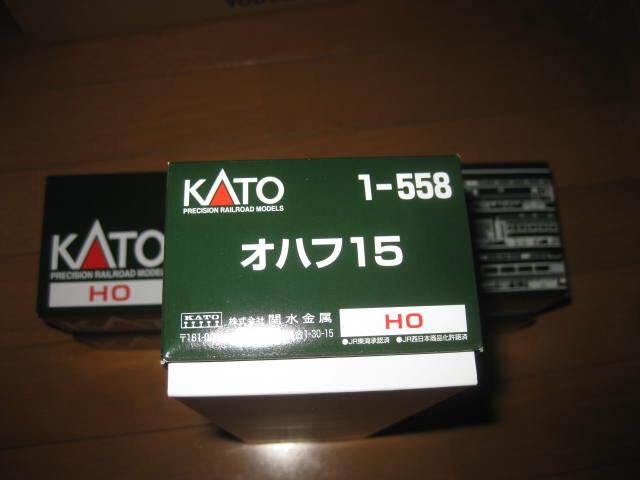 KATO
PRECISION RAILROAD MODELS
1-558
オハフ15
KATO
株式会社 関水金属
HO
●JR東海承認済 ●JR西日本商品化許諾済
KATO
PRECISION RAILROAD MODELS
HO